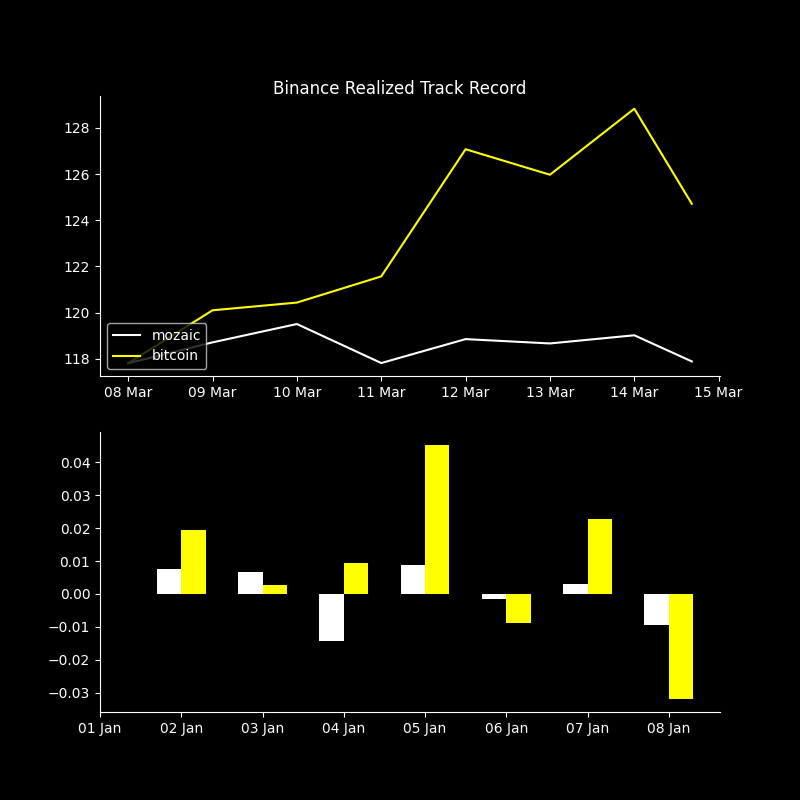 Binance Realized Track Record
128
126
124
122
120
118
mozaic
bitcoin
08 Mar 09 Mar 10 Mar 11 Mar 12 Mar 13 Mar 14 Mar 15 Mar
0.04
0.03
0.02
0.01
0.00
−0.01
−0.02
−0.03
01 Jan 02 Jan 03 Jan 04 Jan 05 Jan 06 Jan 07 Jan 08 Jan